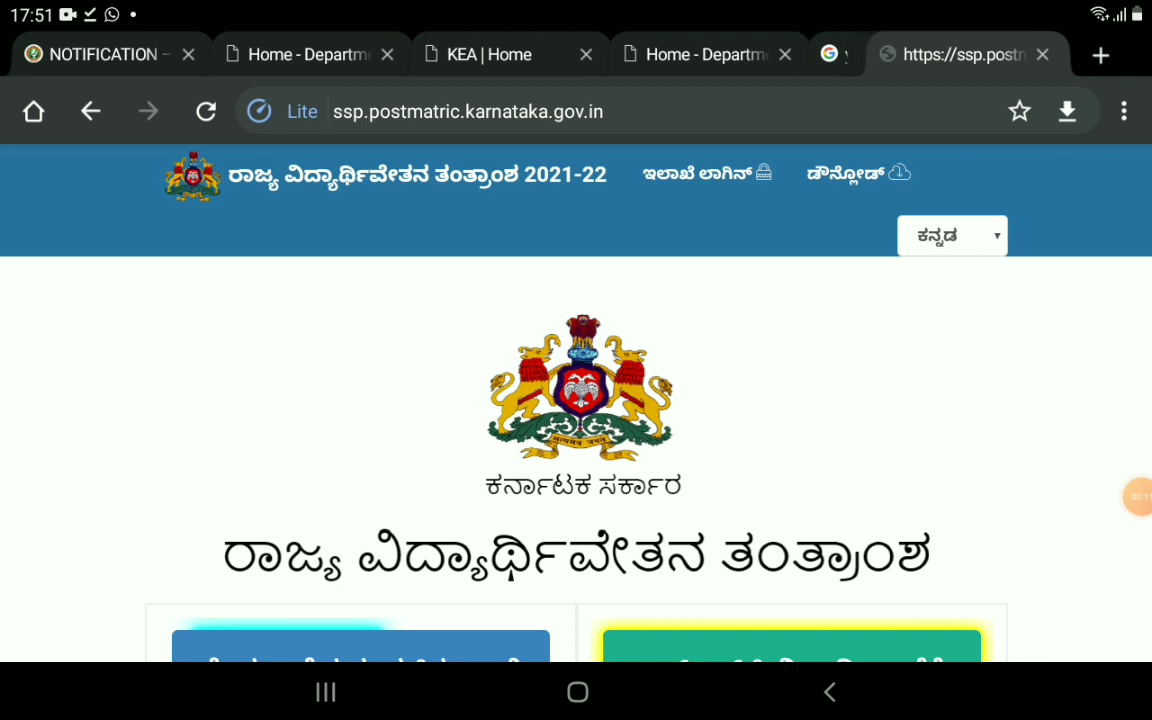 17:51
NOTIFICATION
Home - Departm
KEA | Home
Home - Departm
https://ssp.postm
Lite ssp.postmatric.karnataka.gov.in
ರಾಜ್ಯ ವಿದ್ಯಾರ್ಥಿವೇತನ ತಂತ್ರಾಂಶ 2021-22 ಇಲಾಖೆ ಲಾಗಿನ್ ಡೌನ್ಲೋಡ್
ಕನ್ನಡ
ಕರ್ನಾಟಕ ಸರ್ಕಾರ
ರಾಜ್ಯ ವಿದ್ಯಾರ್ಥಿವೇತನ ತಂತ್ರಾಂಶ